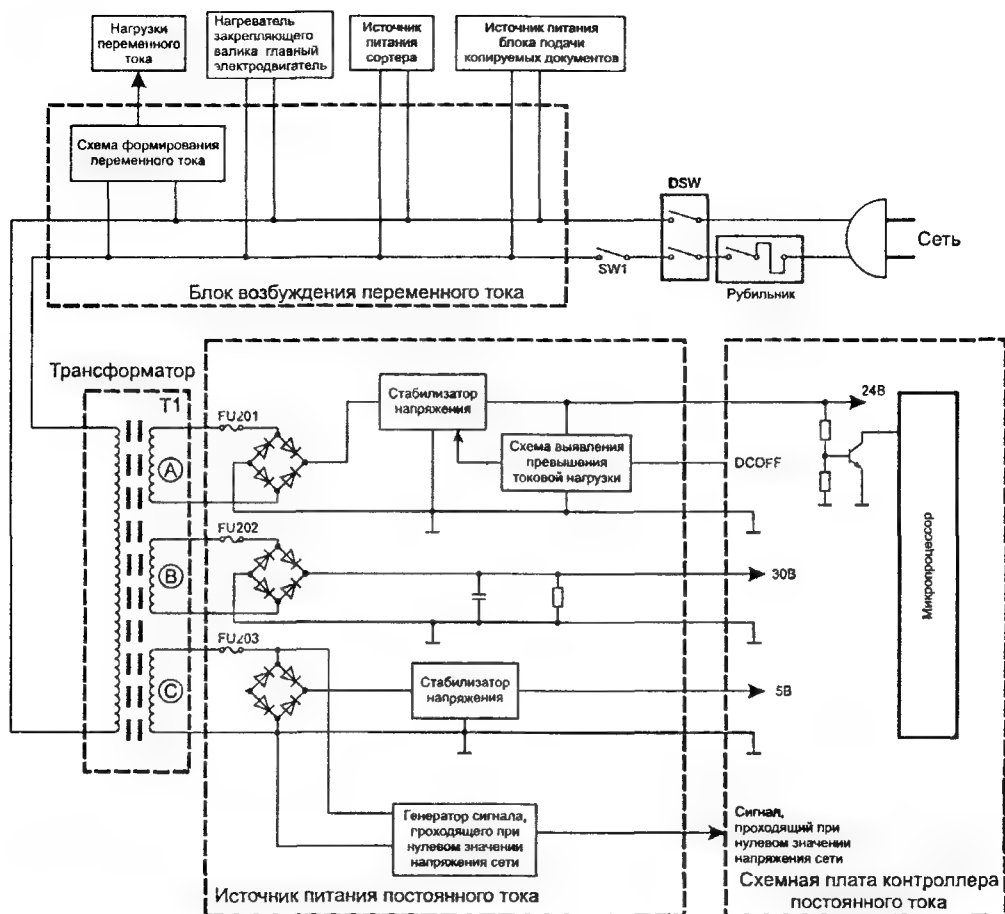 Нагрузки
переменного
тока
Нагреватель
закрепляющего
валика главный
электродвигатель
Источник
питания
сортера
Источник питания
блока подачи
копируемых документов
Схема формирования
переменного тока
DSW
Сеть
SW1
Рубильник
Блок возбуждения переменного тока
Трансформатор
T1
FU201
Стабилизатор
напряжения
24В
A
Схема выявления
превышения
токовой нагрузки
DCOFF
Микропроцессор
FU202
B
30В
FU203
C
Стабилизатор
напряжения
5В
Генератор сигнала,
проходящего при
нулевом значении
напряжения сети
Сигнал,
проходящий при
нулевом значении
напряжения сети
Источник питания постоянного тока
Схемная плата контроллера
постоянного тока